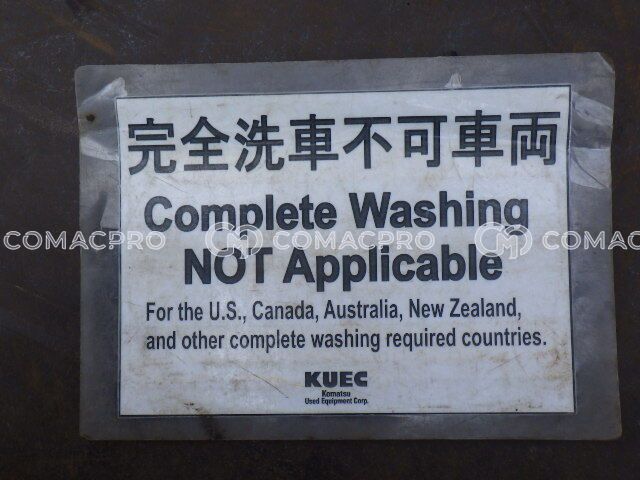 完全洗車不可車両
Complete Washing
NOT Applicable
COMACPRO COMACPRO COMAC
For the U.S., Canada, Australia, New Zealand,
and other complete washing required countries.
KUEC
Komatsu
Used Equipment Corp.